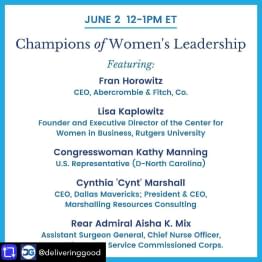 JUNE 2 12-1PM ET
Champions of Women's Leadership
Featuring:
Fran Horowitz
CEO, Abercrombie & Fitch, Co.
Lisa Kaplowitz
Founder and Executive Director of the Center for
Women in Business, Rutgers University
Congresswoman Kathy Manning
U.S. Representative (D-North Carolina)
Cynthia 'Cynt' Marshall
CEO, Dallas Mavericks; President & CEO,
Marshalling Resources Consulting
Rear Admiral Aisha K. Mix
Assistant Surgeon General, Chief Nurse Officer,
Service Commissioned Corps.
@deliveringgood